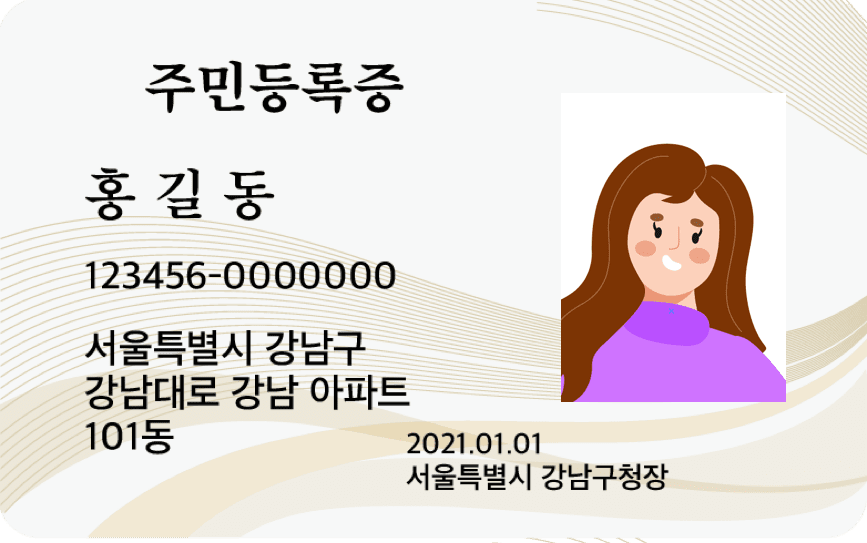 주민등록증
홍 길 동
123456-0000000
서울특별시 강남구
강남대로 강남 아파트
101동
2021.01.01
서울특별시 강남구청장